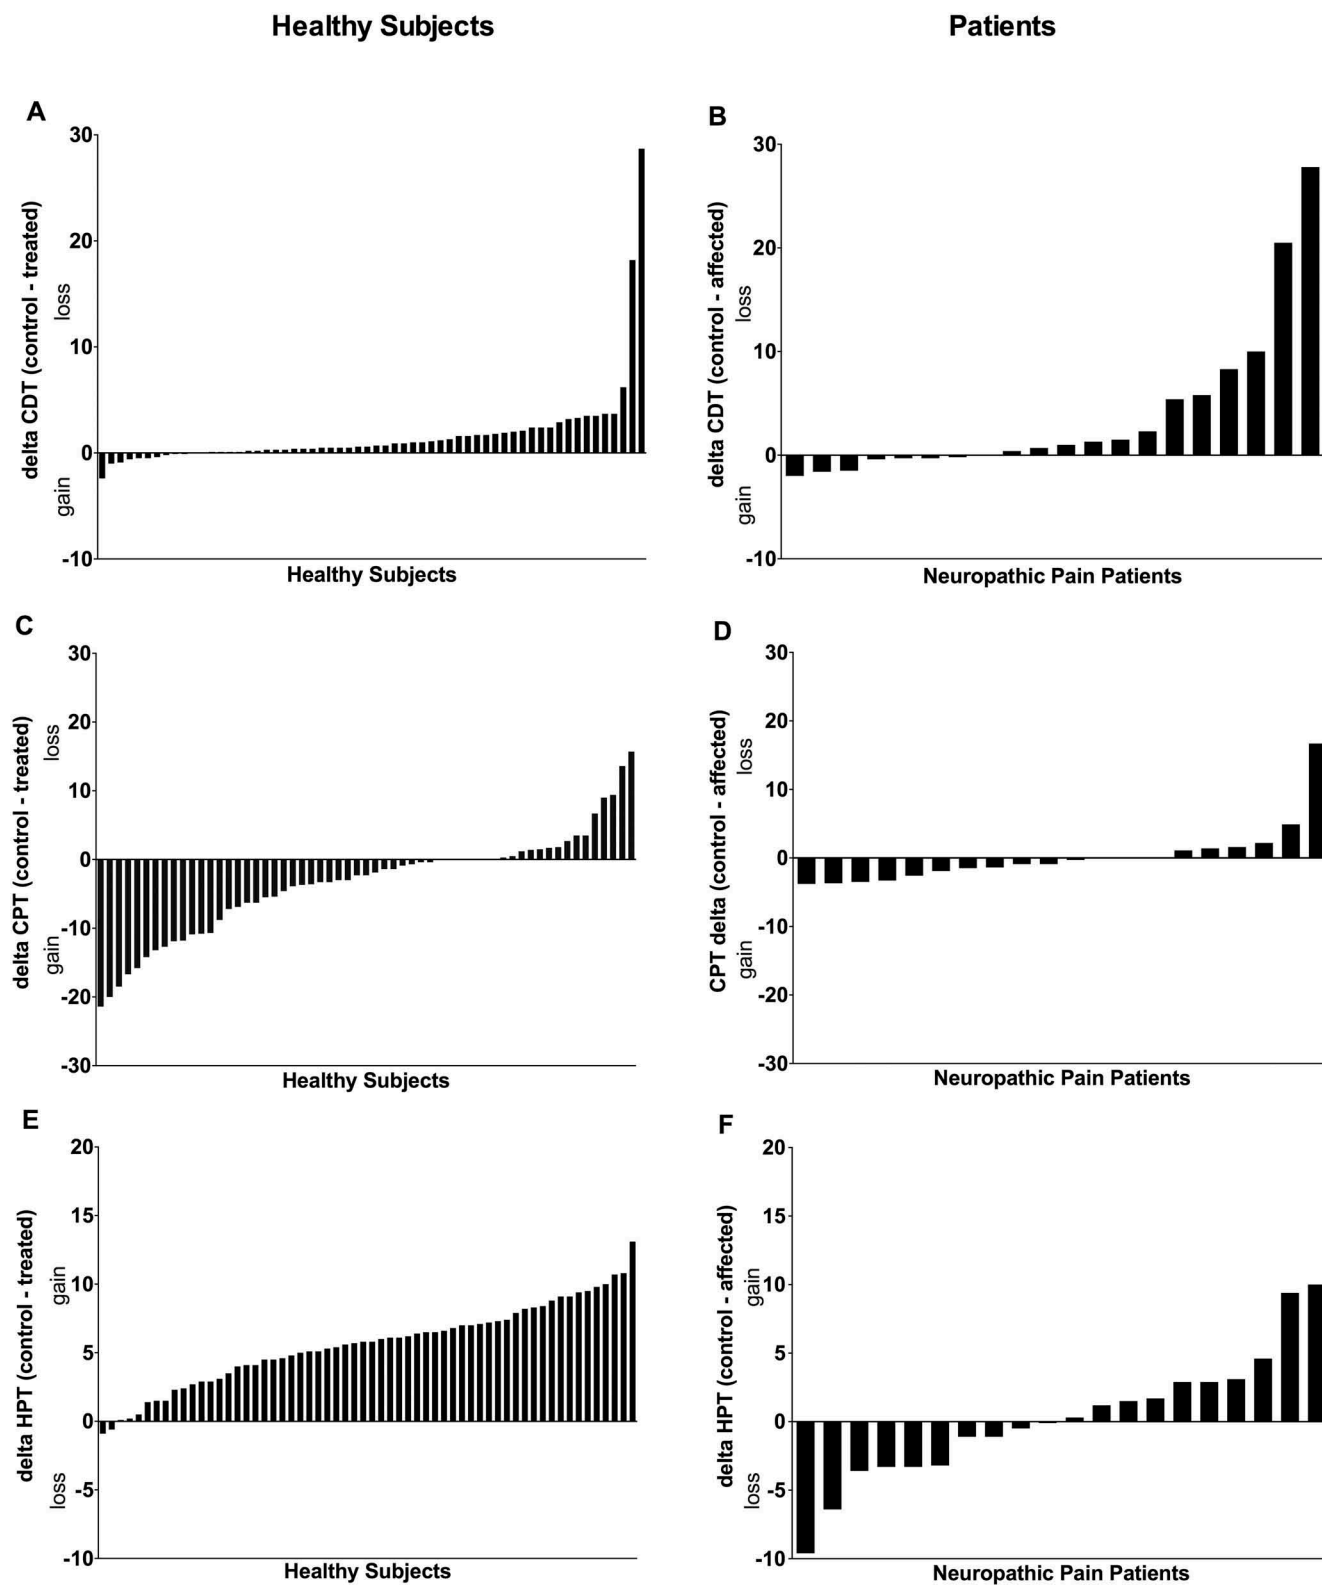 Healthy Subjects
Patients
A
delta CDT (control - treated)
gain
loss
30
20
10
0
-10
Healthy Subjects
B
delta CDT (control - affected)
gain
loss
30
20
10
0
-10
Neuropathic Pain Patients
C
delta CPT (control - treated)
gain
loss
30
20
10
0
-10
-20
-30
Healthy Subjects
D
CPT delta (control - affected)
gain
loss
30
20
10
0
-10
-20
-30
Neuropathic Pain Patients
E
delta HPT (control - treated)
loss
gain
20
15
10
5
0
-5
-10
Healthy Subjects
F
delta HPT (control - affected)
loss
gain
20
15
10
5
0
-5
-10
Neuropathic Pain Patients